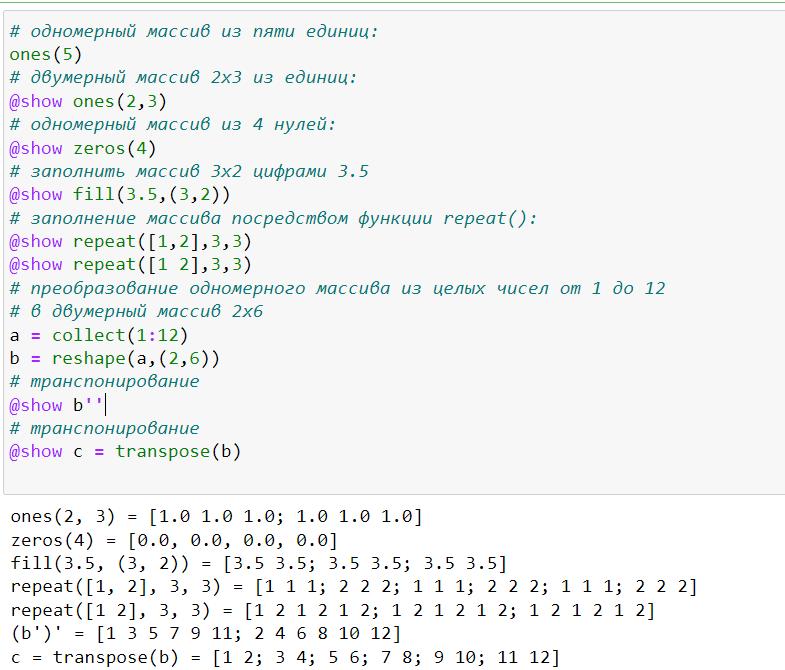 # одномерный массив из пяти единиц:
ones(5)
# двумерный массив 2x3 из единиц:
@show ones(2,3)
# одномерный массив из 4 нулей:
@show zeros(4)
# заполнить массив 3x2 цифрами 3.5
@show fill(3.5,(3,2))
# заполнение массива посредством функции repeat():
@show repeat([1,2],3,3)
@show repeat([1 2],3,3)
# преобразование одномерного массива из целых чисел от 1 до 12
# в двумерный массив 2x6
a = collect(1:12)
b = reshape(a,(2,6))
# транспонирование
@show b''
# транспонирование
@show c = transpose(b)
ones(2, 3) = [1.0 1.0 1.0; 1.0 1.0 1.0]
zeros(4) = [0.0, 0.0, 0.0, 0.0]
fill(3.5, (3, 2)) = [3.5 3.5; 3.5 3.5; 3.5 3.5]
repeat([1, 2], 3, 3) = [1 1 1; 2 2 2; 1 1 1; 2 2 2; 1 1 1; 2 2 2]
repeat([1 2], 3, 3) = [1 2 1 2 1 2; 1 2 1 2 1 2; 1 2 1 2 1 2]
(b')' = [1 3 5 7 9 11; 2 4 6 8 10 12]
c = transpose(b) = [1 2; 3 4; 5 6; 7 8; 9 10; 11 12]